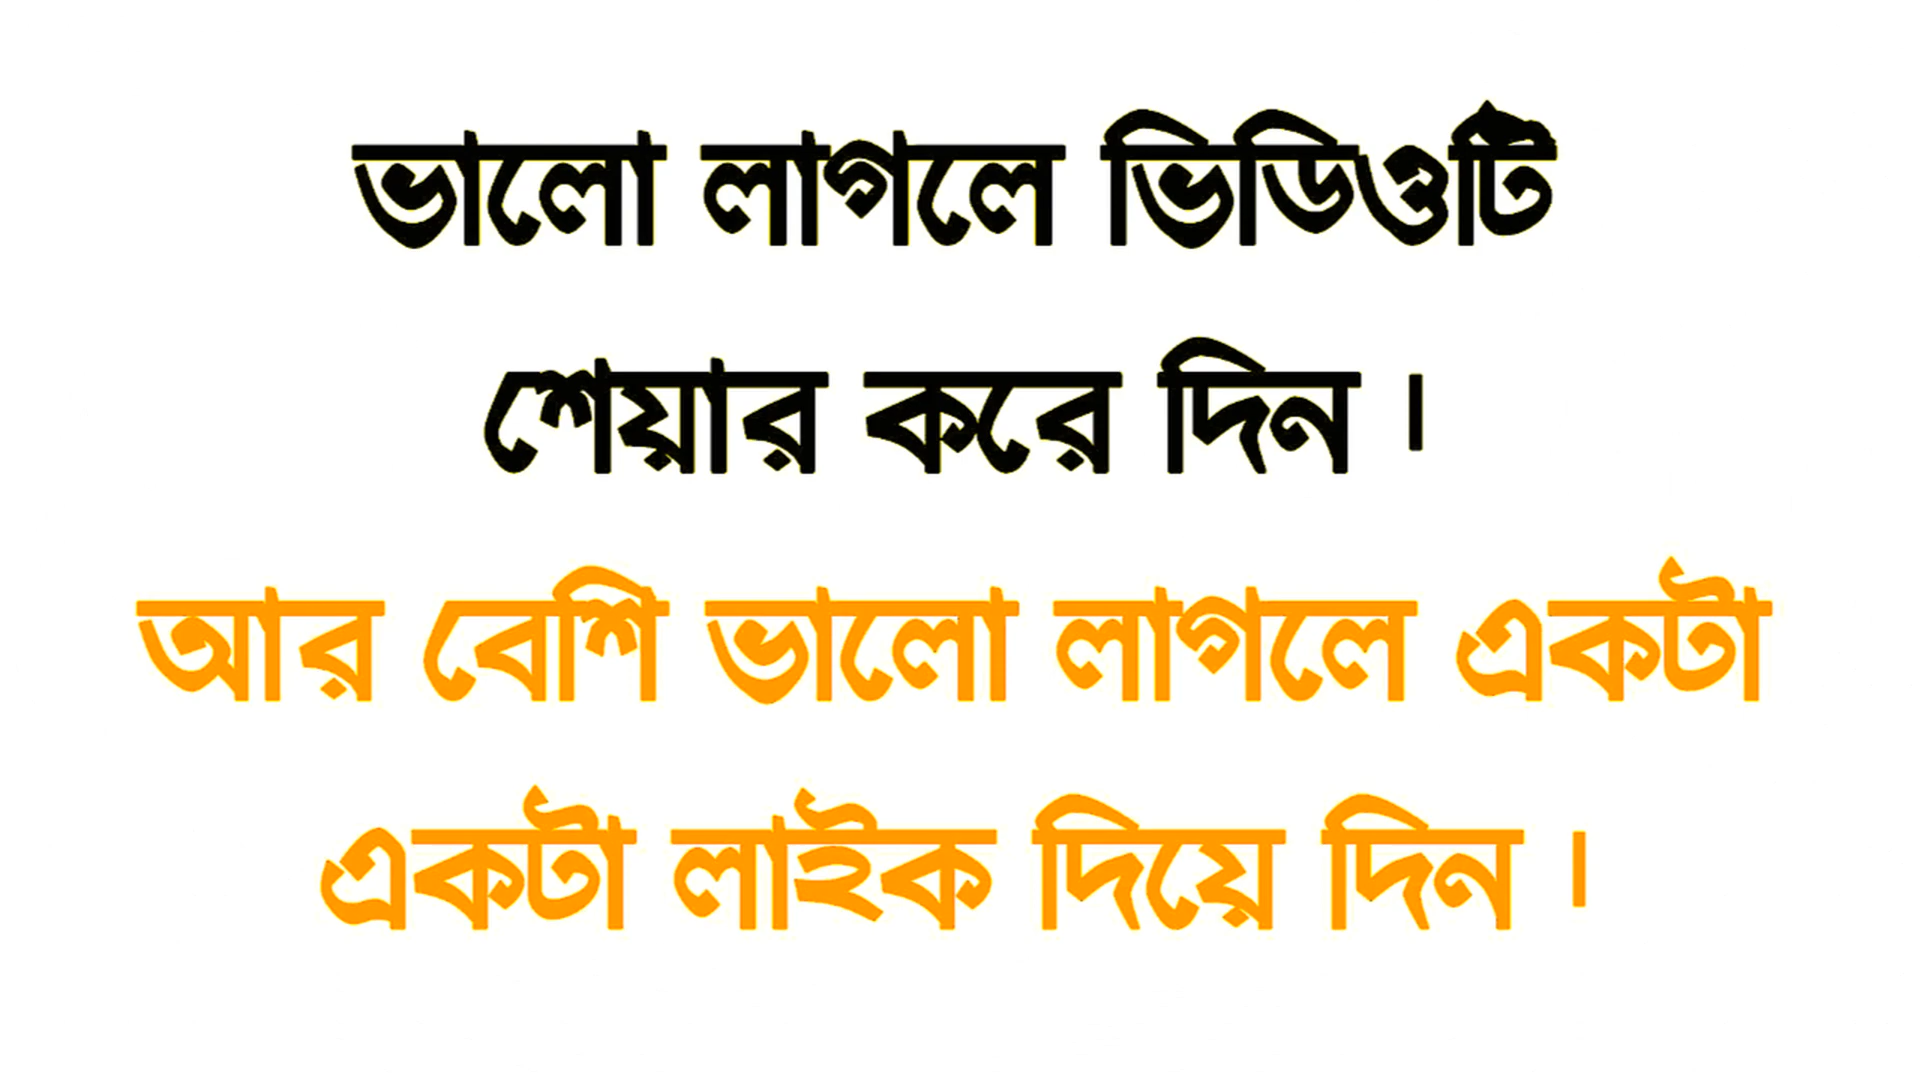 ভালো লাগলে ভিডিওটি
শেয়ার করে দিন ।
আর বেশি ভালো লাগলে একটা
একটা লাইক দিয়ে দিন ।